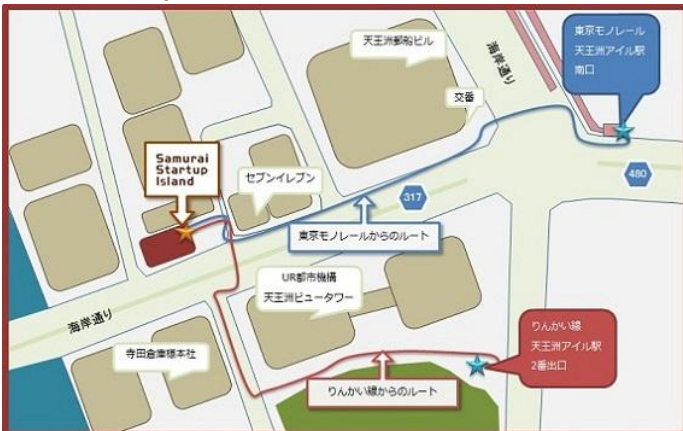 天王洲郵船ビル
海岸通り
東京モノレール
天王洲アイル駅
南口
交番
Samurai
Startup
Island
セブンイレブン
317
480
東京モノレールからのルート
UR都市機構
天王洲ビュータワー
海岸通り
寺田倉庫様本社
りんかい線
天王洲アイル駅
2番出口
りんかい線からのルート